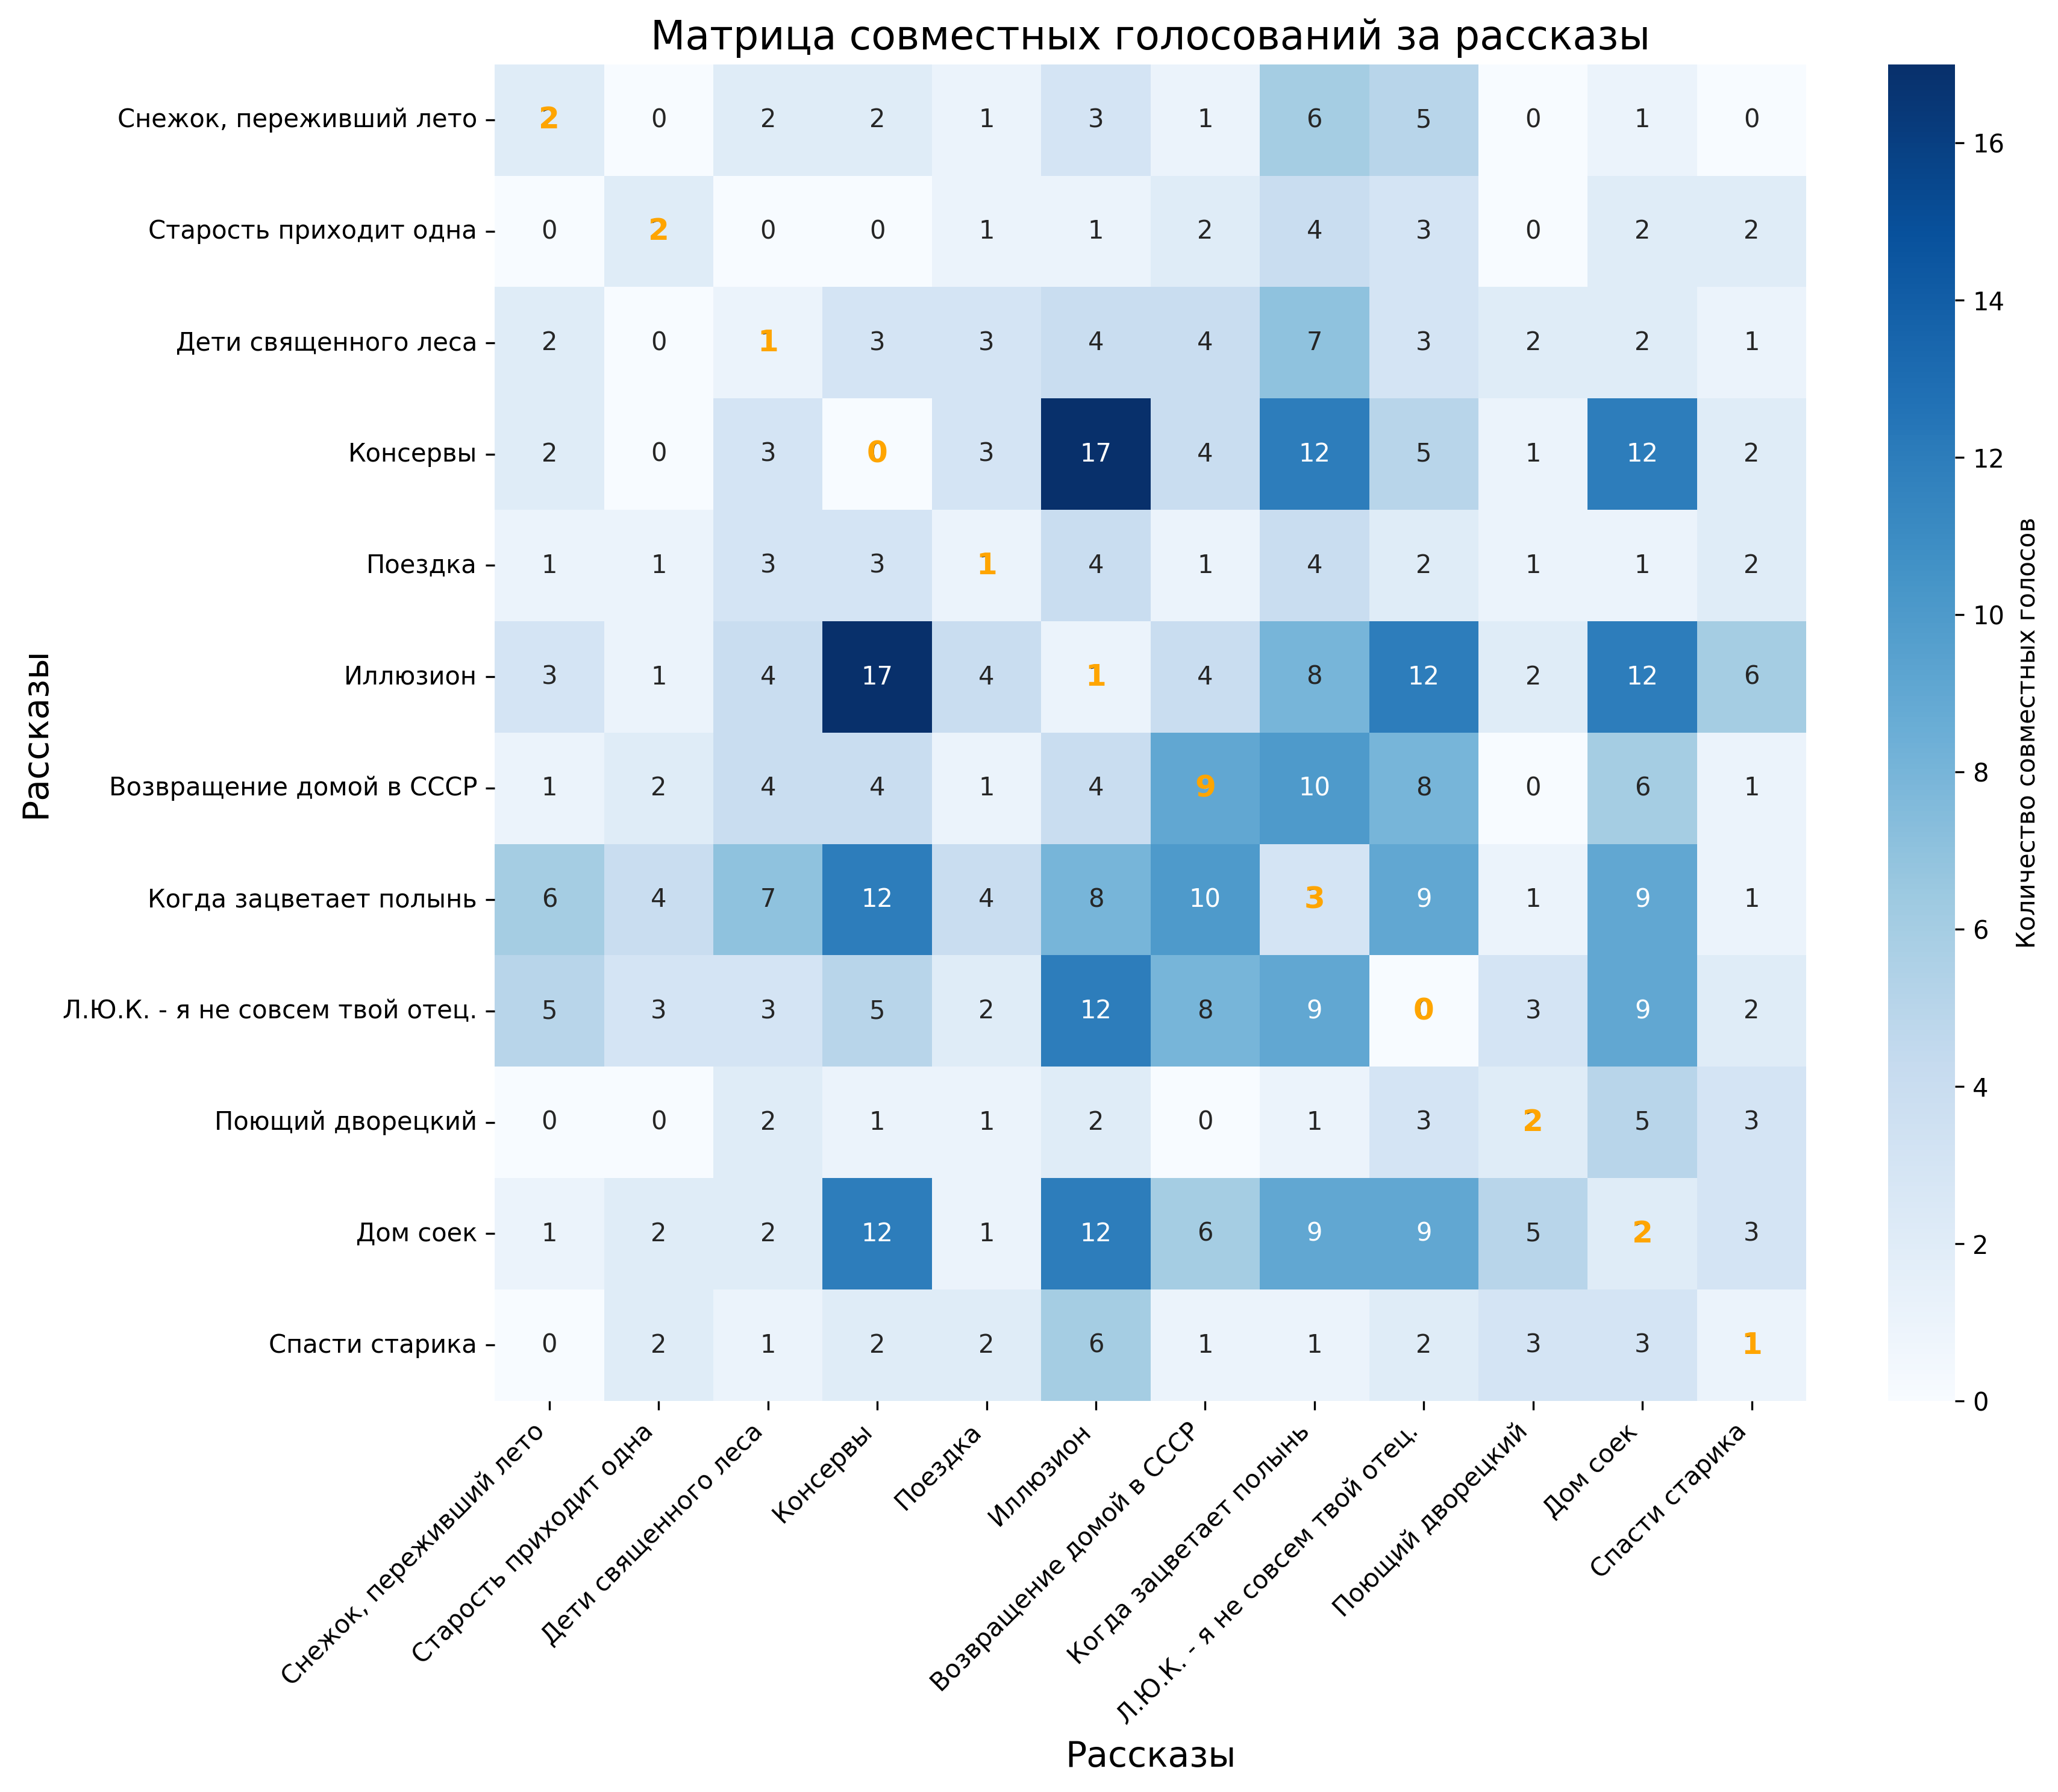 Матрица совместных голосований за рассказы
Рассказы
Снежок, переживший лето 2 0 2 2 1 3 1 6 5 0 1 0
Старость приходит одна 0 2 0 0 1 1 2 4 3 0 2 2
Дети священного леса 2 0 1 3 3 4 4 7 3 2 2 1
Консервы 2 0 3 0 3 17 4 12 5 1 12 2
Поездка 1 1 3 3 1 4 1 4 2 1 1 2
Иллюзион 3 1 4 17 4 1 4 8 12 2 12 6
Возвращение домой в СССР 1 2 4 4 1 4 9 10 8 0 6 1
Когда зацветает полынь 6 4 7 12 4 8 10 3 9 1 9 1
Л.Ю.К. - я не совсем твой отец. 5 3 3 5 2 12 8 9 0 3 9 2
Поющий дворецкий 0 0 2 1 1 2 0 1 3 2 5 3
Дом соек 1 2 2 12 1 12 6 9 9 5 2 3
Спасти старика 0 2 1 2 2 6 1 1 2 3 3 1
Снежок, переживший лето
Старость приходит одна
Дети священного леса
Консервы
Поездка
Иллюзион
Возвращение домой в СССР
Когда зацветает полынь
Л.Ю.К. - я не совсем твой отец.
Поющий дворецкий
Дом соек
Спасти старика
Рассказы
16
14
12
10
8
6
4
2
0
Количество совместных голосов